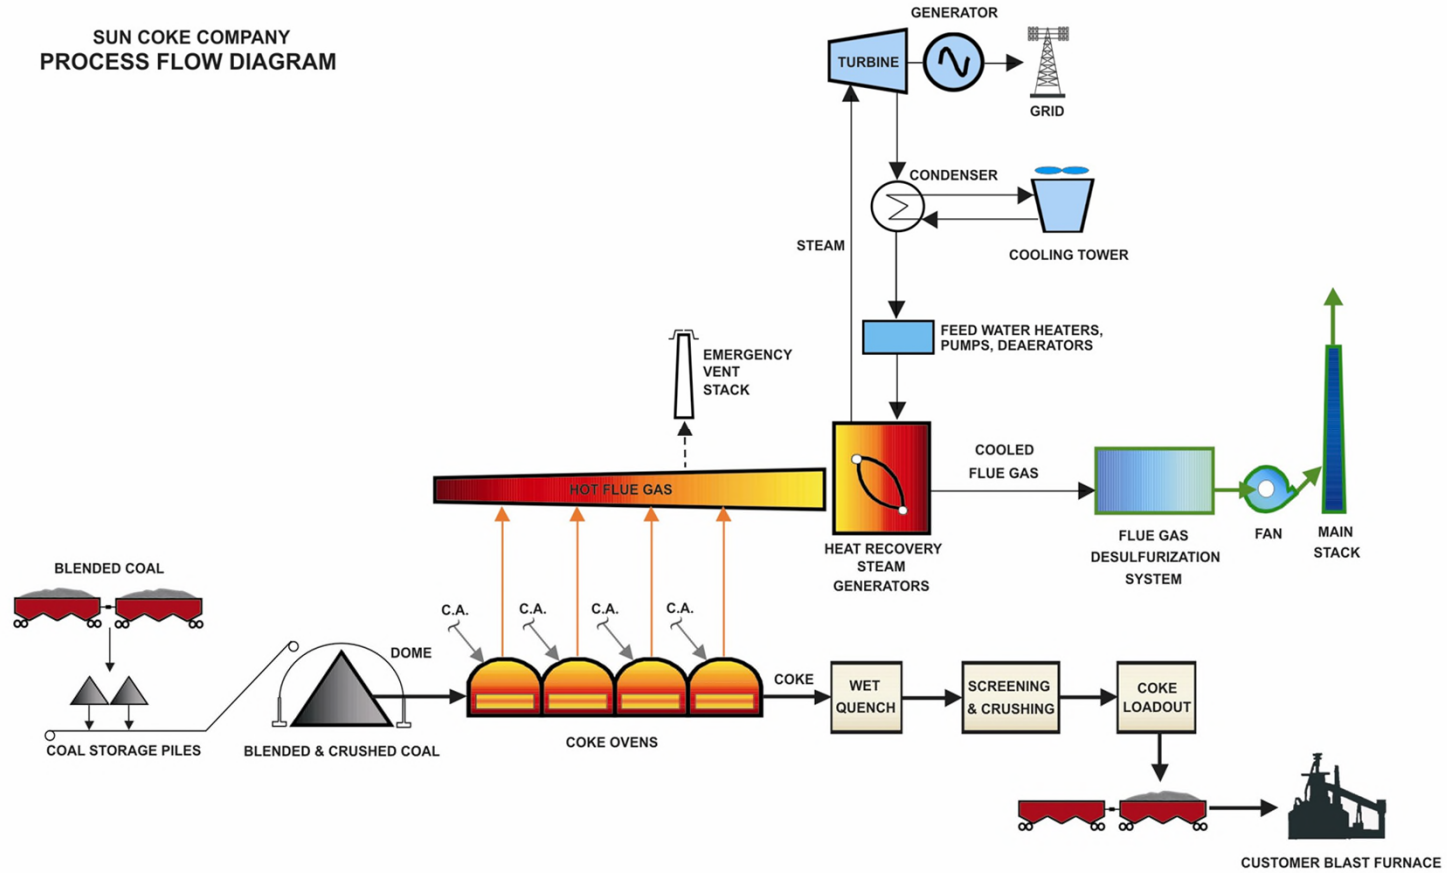 SUN COKE COMPANY
PROCESS FLOW DIAGRAM
GENERATOR
TURBINE
GRID
CONDENSER
STEAM
COOLING TOWER
FEED WATER HEATERS,
PUMPS, DEAERATORS
EMERGENCY
VENT
STACK
HOT FLUE GAS
COOLED
FLUE GAS
HEAT RECOVERY
STEAM
GENERATORS
FLUE GAS
DESULFURIZATION
SYSTEM
FAN
MAIN
STACK
BLENDED COAL
COAL STORAGE PILES
DOME
BLENDED & CRUSHED COAL
C.A.
C.A.
C.A.
C.A.
COKE OVENS
COKE
WET
QUENCH
SCREENING
& CRUSHING
COKE
LOADOUT
CUSTOMER BLAST FURNACE